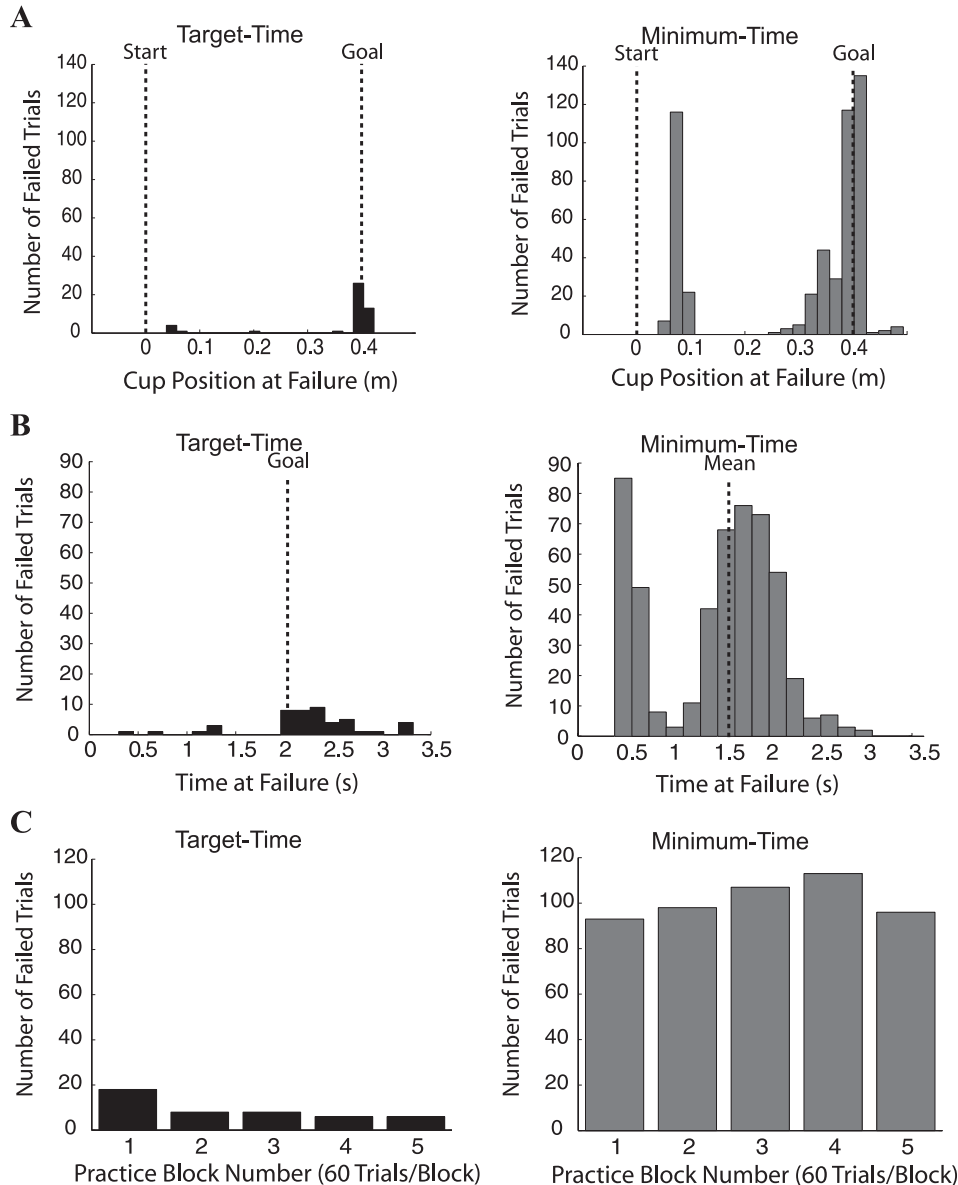 A
Target-Time
Start
Goal
140
120
100
80
60
40
20
0
Number of Failed Trials
0 0.1 0.2 0.3 0.4
Cup Position at Failure (m)
Minimum-Time
Start
Goal
140
120
100
80
60
40
20
0
Number of Failed Trials
0 0.1 0.2 0.3 0.4
Cup Position at Failure (m)
B
Target-Time
Goal
90
80
70
60
50
40
30
20
10
0
Number of Failed Trials
0 0.5 1 1.5 2 2.5 3 3.5
Time at Failure (s)
Minimum-Time
Mean
90
80
70
60
50
40
30
20
10
0
Number of Failed Trials
0.5 1 1.5 2 2.5 3 3.5
Time at Failure (s)
C
Target-Time
120
100
80
60
40
20
0
Number of Failed Trials
1 2 3 4 5
Practice Block Number (60 Trials/Block)
Minimum-Time
120
100
80
60
40
20
0
Number of Failed Trials
1 2 3 4 5
Practice Block Number (60 Trials/Block)